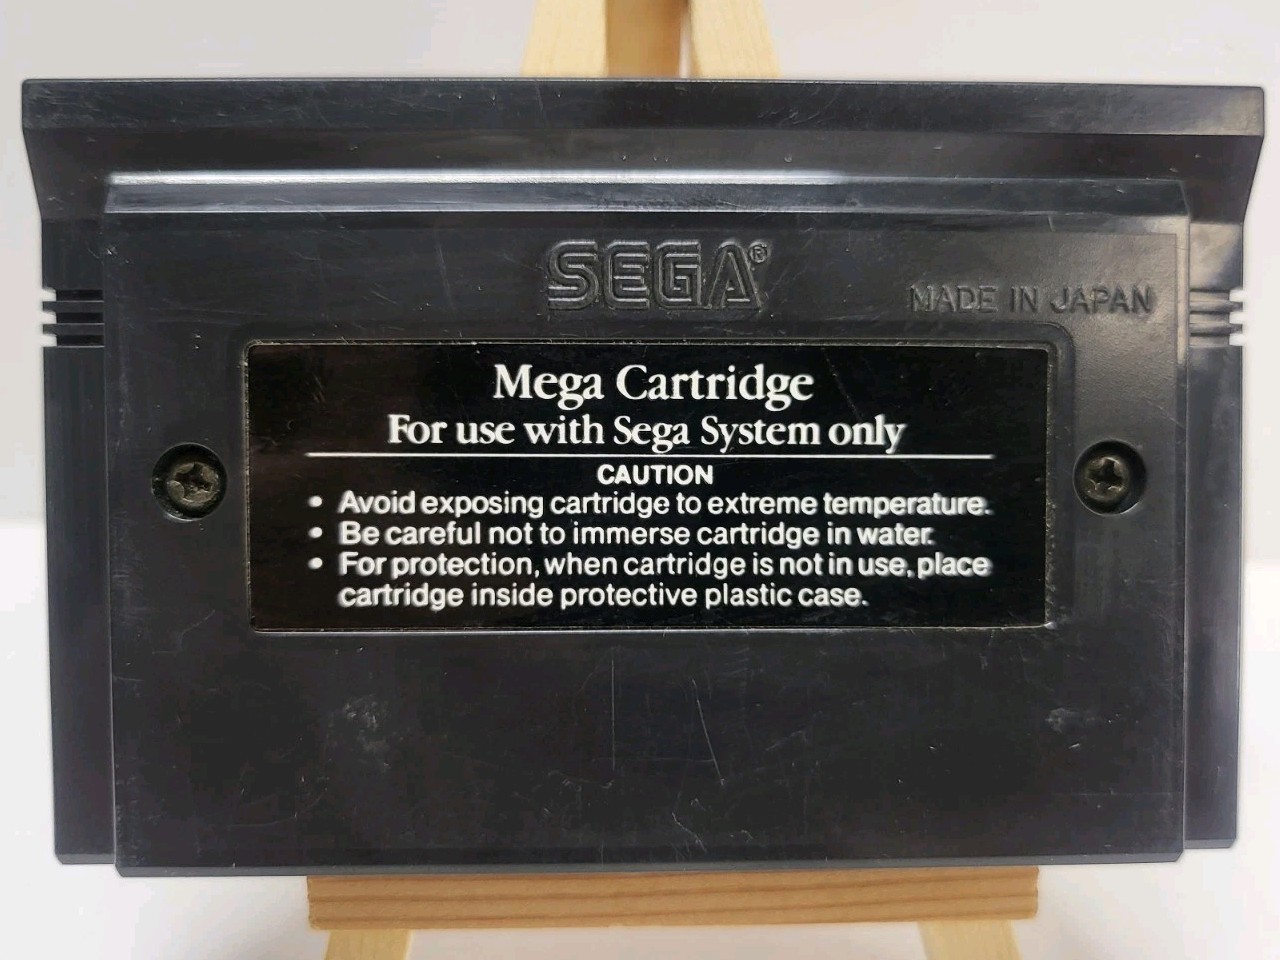 SEGA®
MADE IN JAPAN
Mega Cartridge
For use with Sega System only
CAUTION
• Avoid exposing cartridge to extreme temperature.
• Be careful not to immerse cartridge in water.
• For protection, when cartridge is not in use, place
cartridge inside protective plastic case.